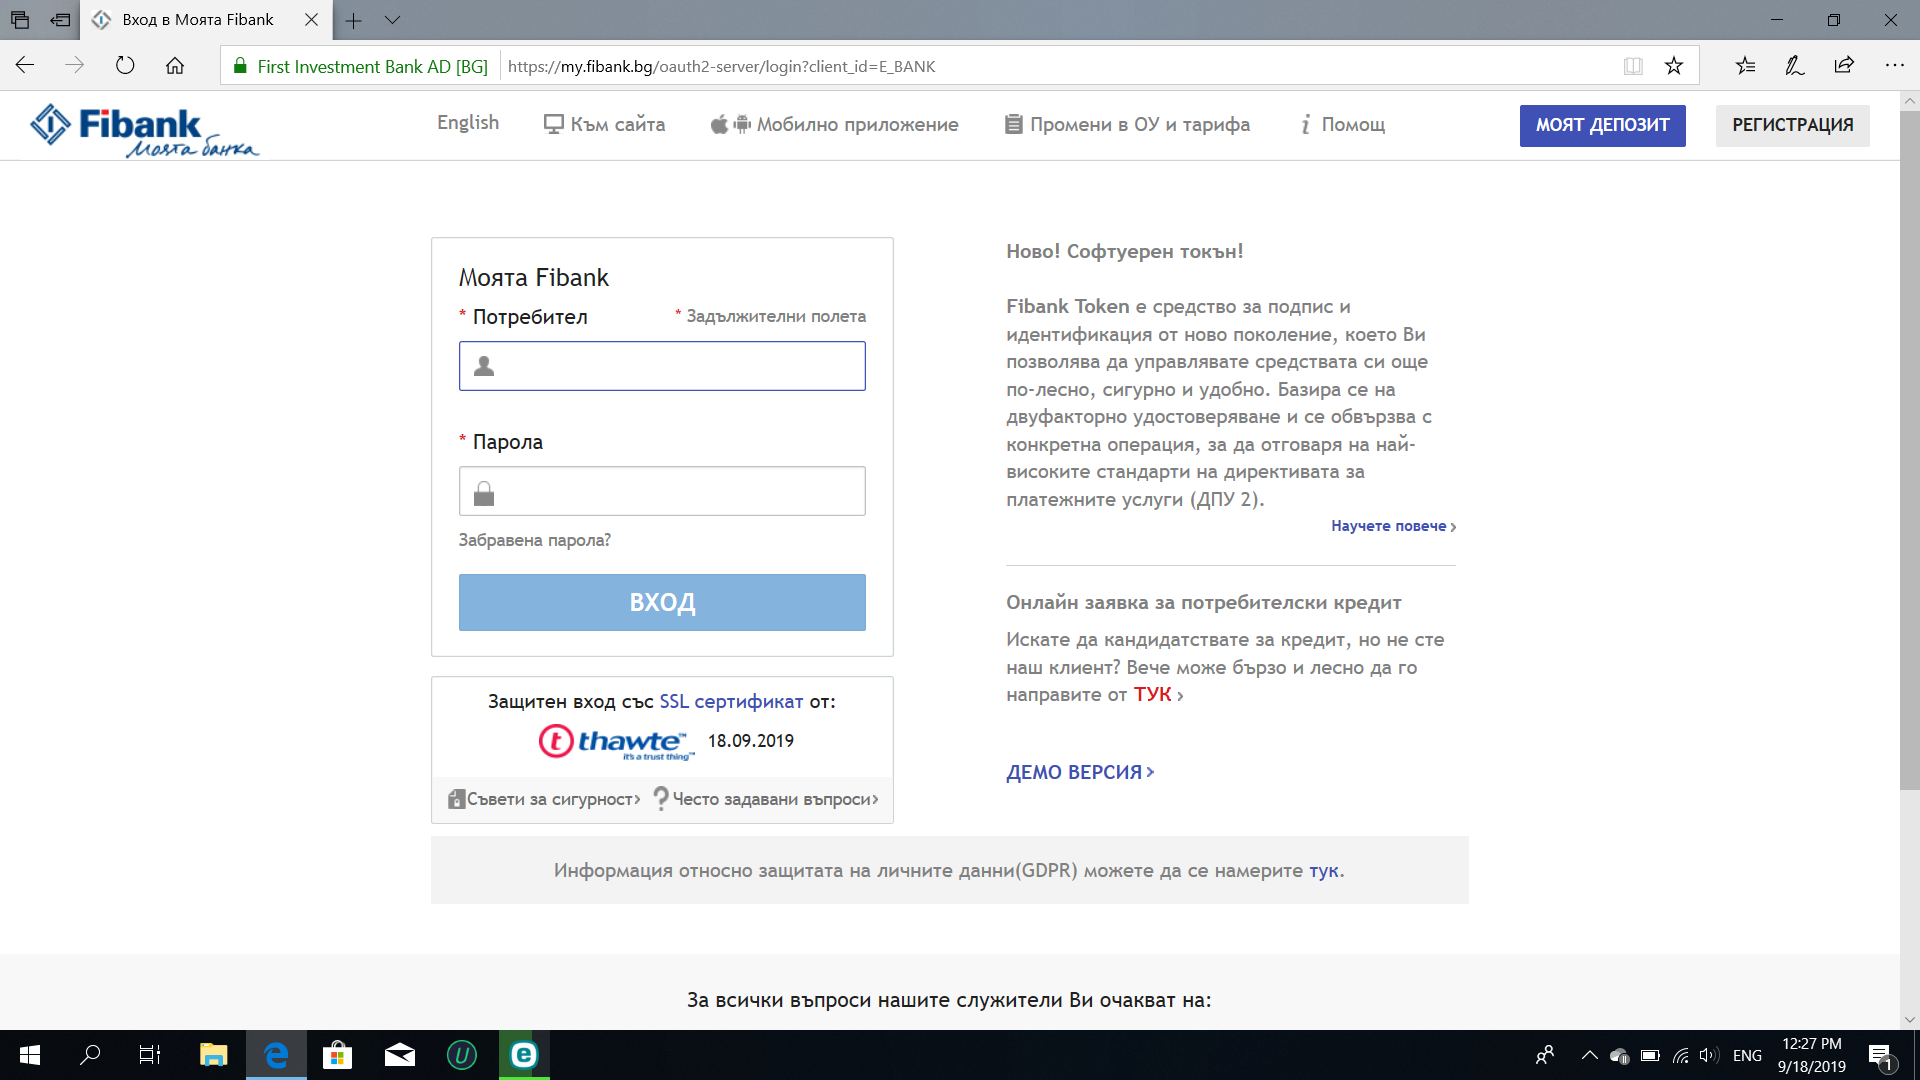 Вход в Моята Fibank
First Investment Bank AD [BG]
https://my.fibank.bg/oauth2-server/login?client_id=E_BANK
Fibank
Моята банка
English
Към сайта
Мобилно приложение
Промени в ОУ и тарифа
Помощ
МОЯТ ДЕПОЗИТ
РЕГИСТРАЦИЯ
Моята Fibank
* Потребител
* Задължителни полета
* Парола
Забравена парола?
ВХОД
Защитен вход със SSL сертификат от:
thawte™
it's a trust thing™
18.09.2019
Съвети за сигурност›
Често задавани въпроси›
Ново! Софтуерен токън!
Fibank Token е средство за подпис и
идентификация от ново поколение, което Ви
позволява да управлявате средствата си още
по-лесно, сигурно и удобно. Базира се на
двуфакторно удостоверяване и се обвързва с
конкретна операция, за да отговаря на най-
високите стандарти на директивата за
платежните услуги (ДПУ 2).
Научете повече ›
Онлайн заявка за потребителски кредит
Искате да кандидатствате за кредит, но не сте
наш клиент? Вече може бързо и лесно да го
направите от ТУК ›
ДЕМО ВЕРСИЯ ›
Информация относно защитата на личните данни(GDPR) можете да се намерите тук.
За всички въпроси нашите служители Ви очакват на:
ENG
12:27 PM
9/18/2019
1